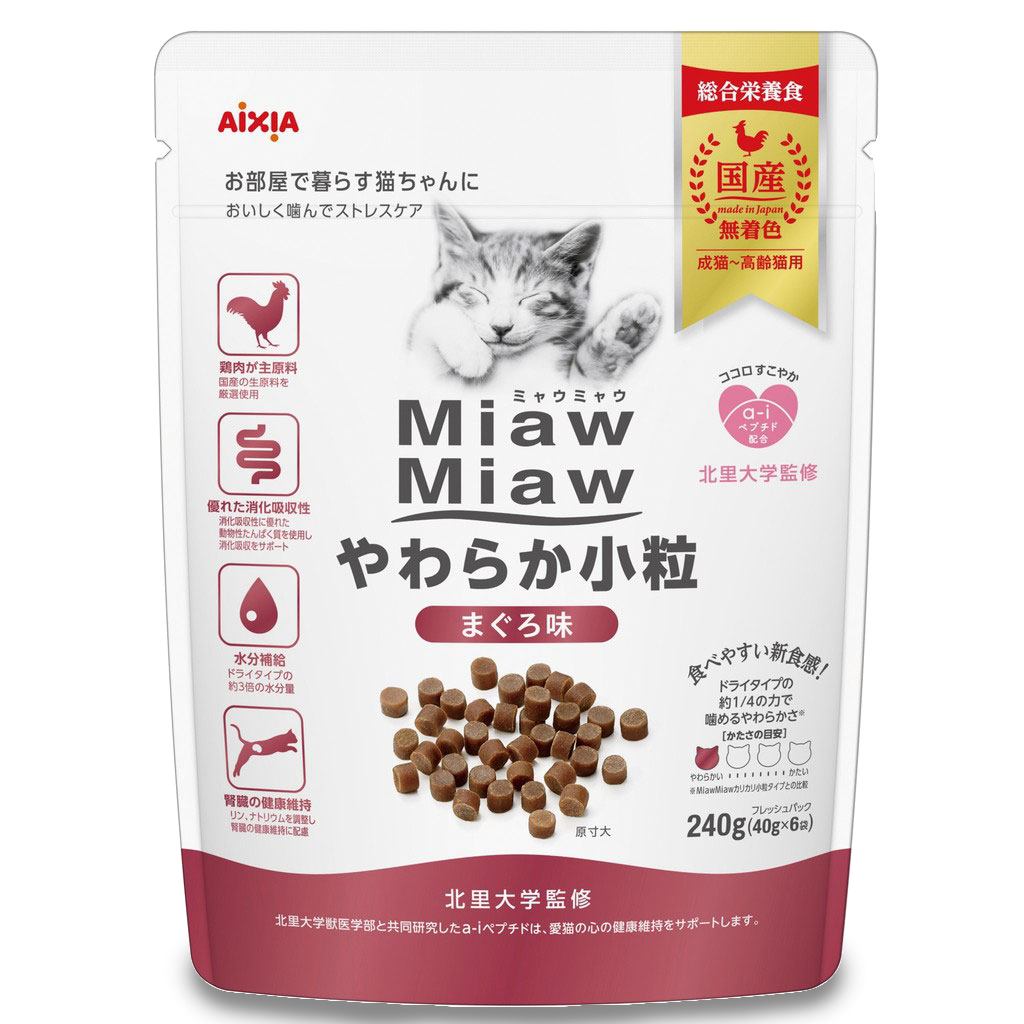 AIXIA
お部屋で暮らす猫ちゃんに
おいしく噛んでストレスケア
総合栄養食
国産
made in Japan
無着色
成猫~高齢猫用
鶏肉が主原料
国産の生原料を
厳選使用
優れた消化吸収性
消化吸収性に優れた
動物性たんぱく質を使用し
消化吸収をサポート
水分補給
ドライタイプの
約3倍の水分量
腎臓の健康維持
リン、ナトリウムを調整し
腎臓の健康維持に配慮
ミャウミャウ
Miaw
Miaw
やわらか小粒
まぐろ味
原寸大
ココロすこやか
a-i
ペプチド
配合
北里大学監修
食べやすい新食感!
ドライタイプの
約1/4の力で
噛めるやわらかさ※
[かたさの目安]
やわらかい かたい
※MiawMiawカリカリ小粒タイプとの比較
フレッシュパック
240g(40g×6袋)
北里大学監修
北里大学獣医学部と共同研究したa-iペプチドは、愛猫の心の健康維持をサポートします。